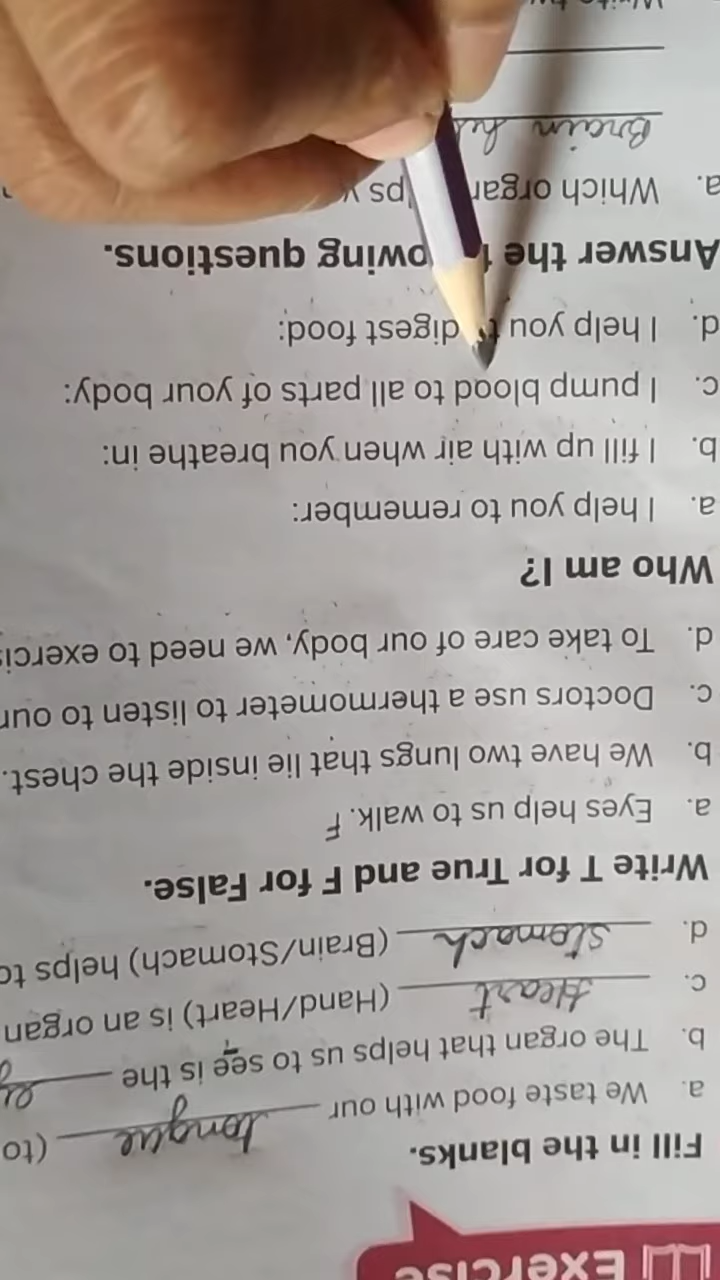 Exercise
Fill in the blanks.
a. We taste food with our tongue (to
b. The organ that helps us to see is the
c. Heart (Hand/Heart) is an organ
d. Stomach (Brain/Stomach) helps to
Write T for True and F for False.
a. Eyes help us to walk. F
b. We have two lungs that lie inside the chest.
c. Doctors use a thermometer to listen to our
d. To take care of our body, we need to exercis
Who am I?
a. I help you to remember:
b. I fill up with air when you breathe in:
c. I pump blood to all parts of your body:
d. I help you digest food:
Answer the owing questions.
a. Which organ
Brain